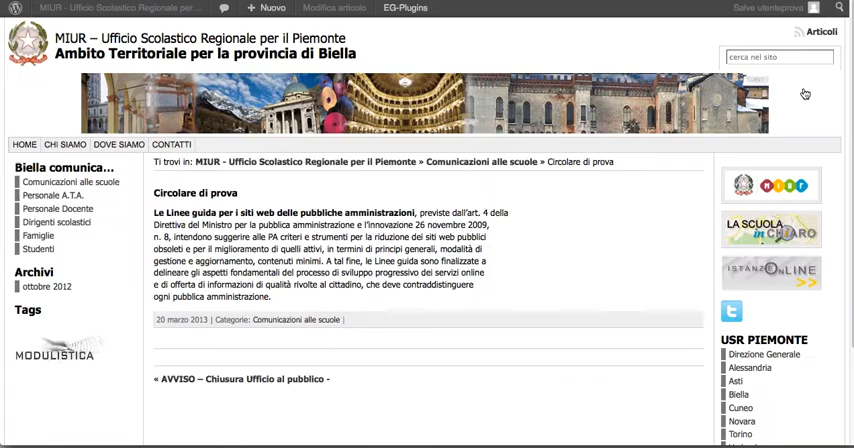 MIUR - Ufficio Scolastico Regionale per ...
Nuovo
Modifica articolo
EG-Plugins
Salve utenteprova
MIUR – Ufficio Scolastico Regionale per il Piemonte
Ambito Territoriale per la provincia di Biella
Articoli
cerca nel sito
HOME
CHI SIAMO
DOVE SIAMO
CONTATTI
Biella comunica...
Comunicazioni alle scuole
Personale A.T.A.
Personale Docente
Dirigenti scolastici
Famiglie
Studenti
Archivi
ottobre 2012
Tags
MODULISTICA
Ti trovi in: MIUR - Ufficio Scolastico Regionale per il Piemonte » Comunicazioni alle scuole » Circolare di prova
Circolare di prova
Le Linee guida per i siti web delle pubbliche amministrazioni, previste dall'art. 4 della
Direttiva del Ministro per la pubblica amministrazione e l'innovazione 26 novembre 2009,
n. 8, intendono suggerire alle PA criteri e strumenti per la riduzione dei siti web pubblici
obsoleti e per il miglioramento di quelli attivi, in termini di principi generali, modalità di
gestione e aggiornamento, contenuti minimi. A tal fine, le Linee guida sono finalizzate a
delineare gli aspetti fondamentali del processo di sviluppo progressivo dei servizi online
e di offerta di informazioni di qualità rivolte al cittadino, che deve contraddistinguere
ogni pubblica amministrazione.
20 marzo 2013 | Categorie: Comunicazioni alle scuole |
« AVVISO – Chiusura Ufficio al pubblico -
LA SCUOLA
in CHIARO
ISTANZE ONLINE
>>
USR PIEMONTE
Direzione Generale
Alessandria
Asti
Biella
Cuneo
Novara
Torino